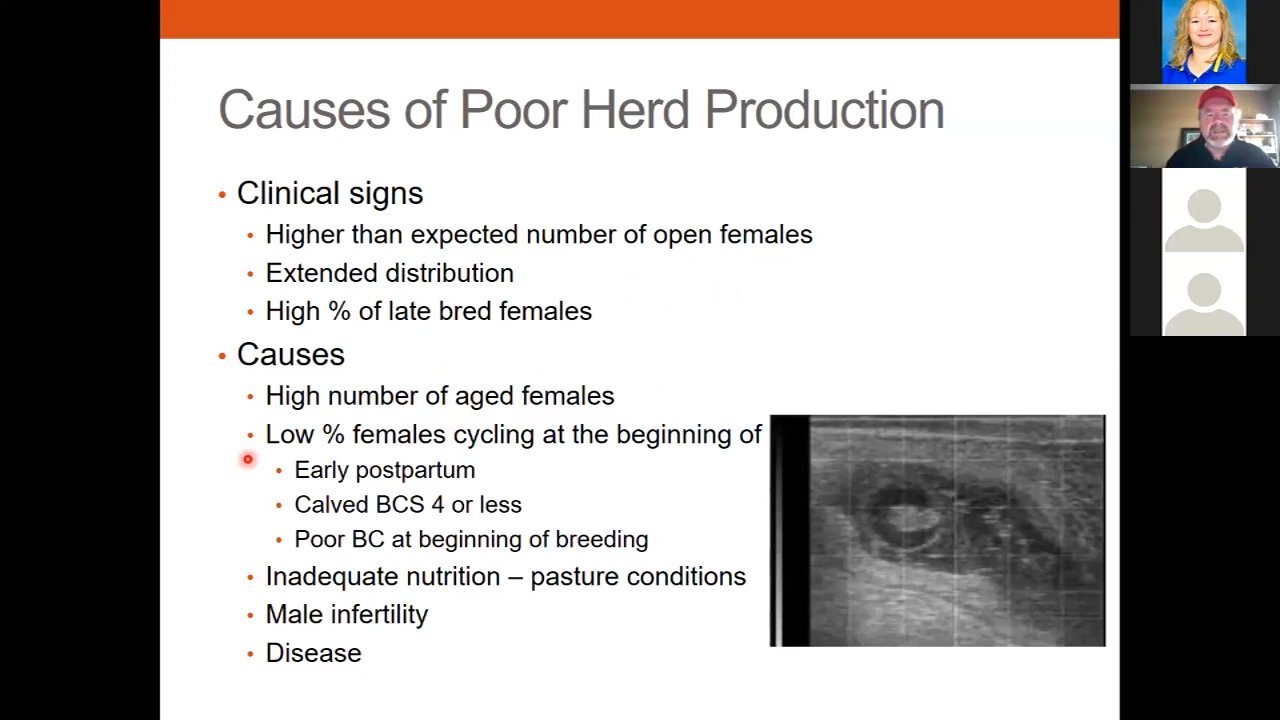 Causes of Poor Herd Production
• Clinical signs
• Higher than expected number of open females
• Extended distribution
• High % of late bred females
• Causes
• High number of aged females
• Low % females cycling at the beginning of
• Early postpartum
• Calved BCS 4 or less
• Poor BC at beginning of breeding
• Inadequate nutrition – pasture conditions
• Male infertility
• Disease